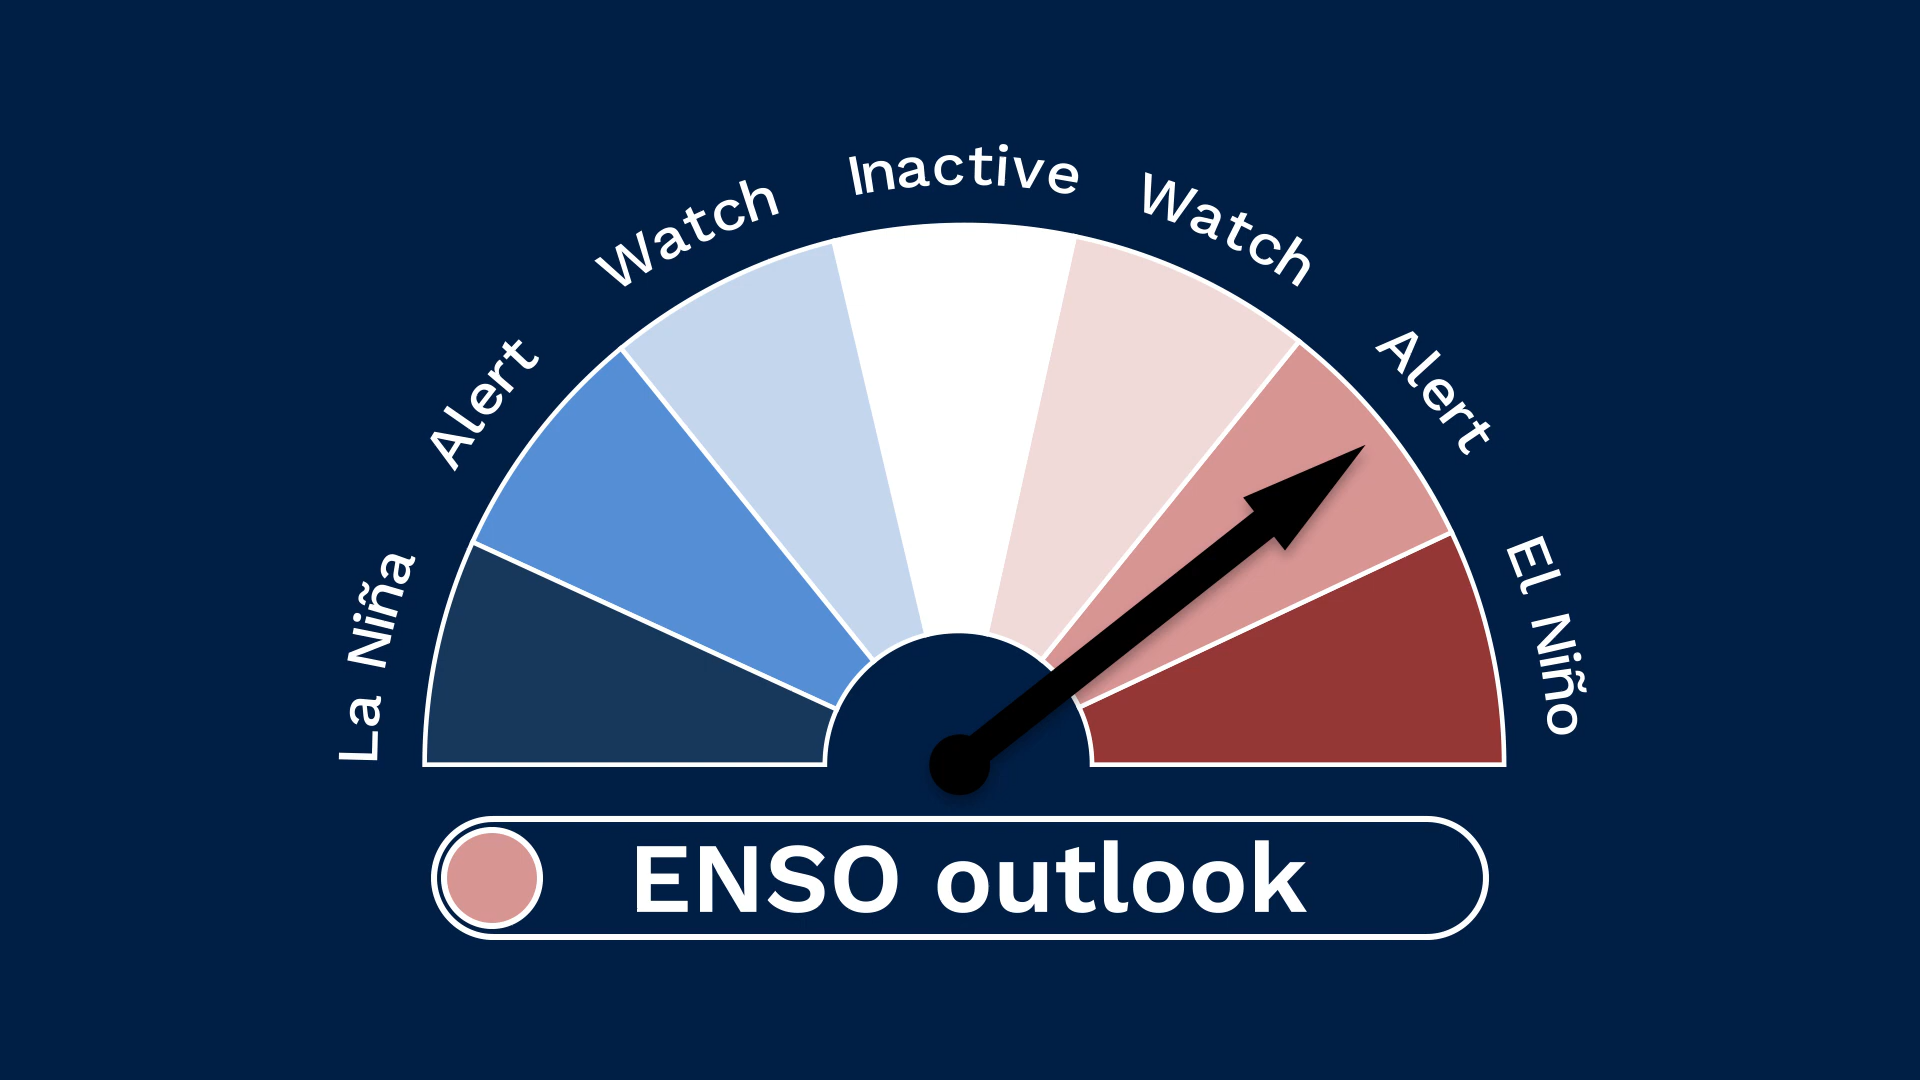 La Niña
Alert
Watch
Inactive
Watch
Alert
El Niño
ENSO outlook